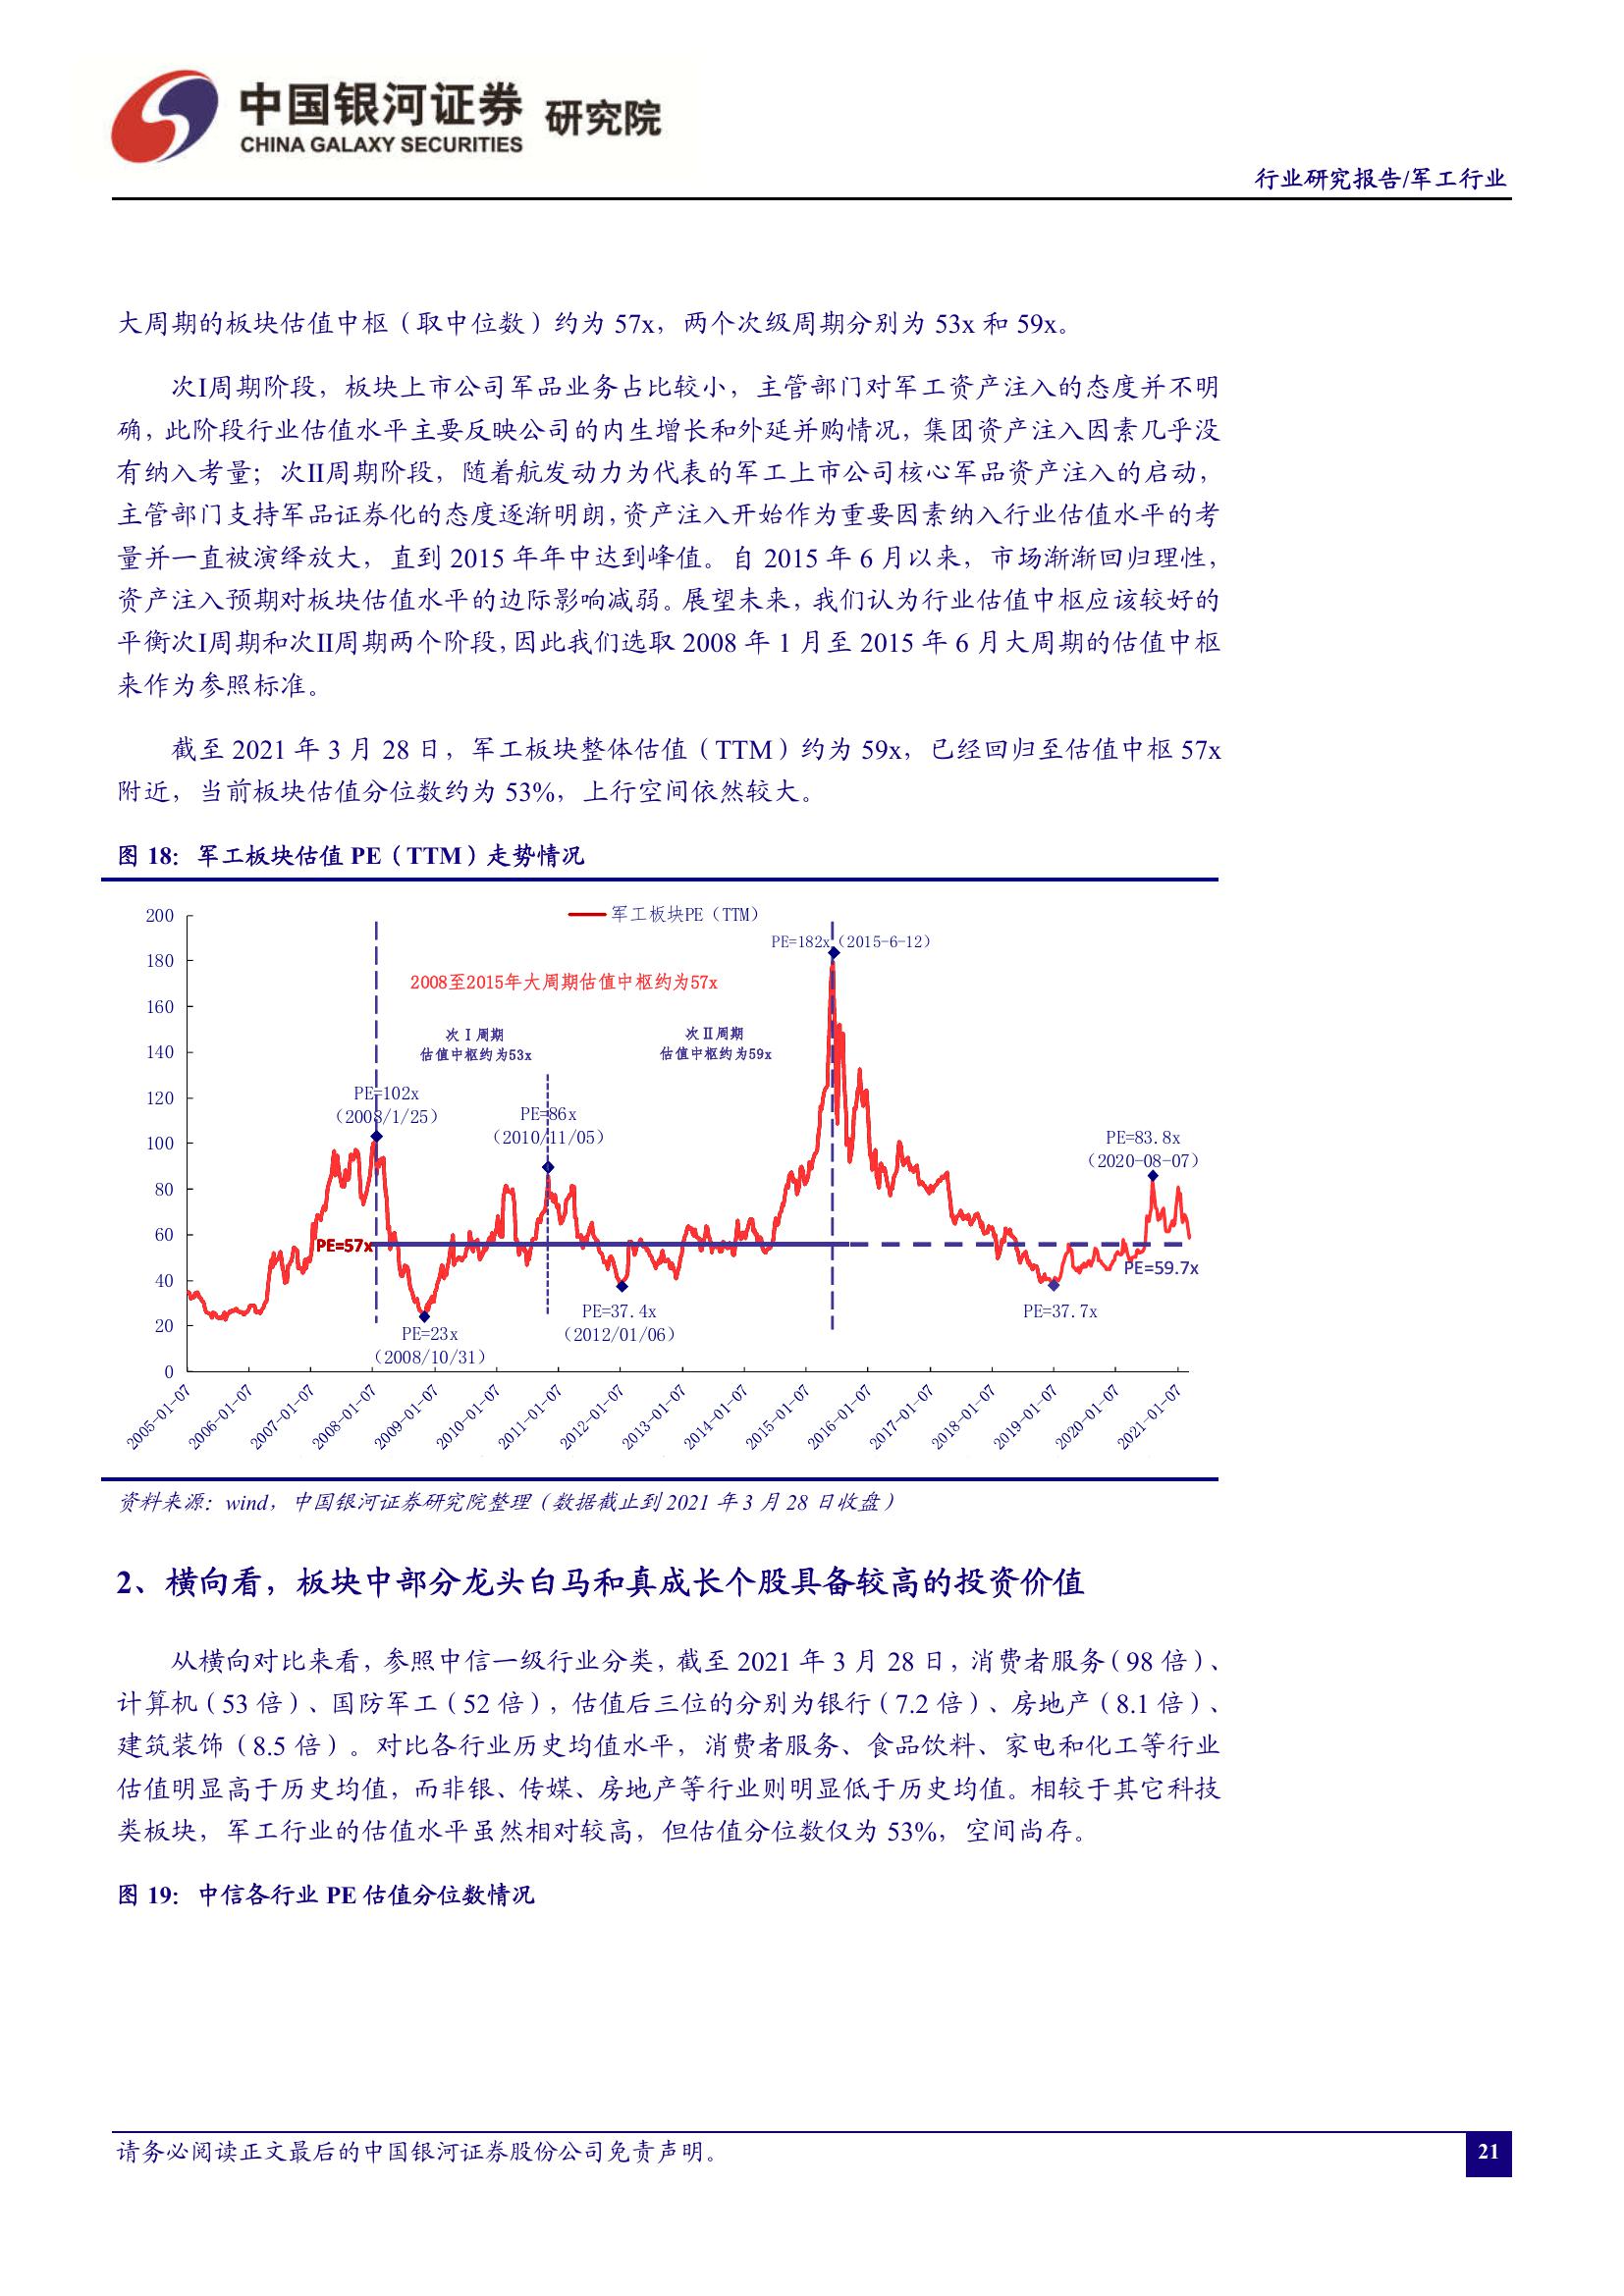 中国银河证券 研究院
CHINA GALAXY SECURITIES
行业研究报告/军工行业
大周期的板块估值中枢（取中位数）约为 57x，两个次级周期分别为 53x 和 59x。
次I周期阶段，板块上市公司军品业务占比较小，主管部门对军工资产注入的态度并不明
确，此阶段行业估值水平主要反映公司的内生增长和外延并购情况，集团资产注入因素几乎没
有纳入考量；次II周期阶段，随着航发动力为代表的军工上市公司核心军品资产注入的启动，
主管部门支持军品证券化的态度逐渐明朗，资产注入开始作为重要因素纳入行业估值水平的考
量并一直被演绎放大，直到 2015 年年中达到峰值。自 2015 年 6 月以来，市场渐渐回归理性，
资产注入预期对板块估值水平的边际影响减弱。展望未来，我们认为行业估值中枢应该较好的
平衡次I周期和次II周期两个阶段，因此我们选取 2008 年 1 月至 2015 年 6 月大周期的估值中枢
来作为参照标准。
截至 2021 年 3 月 28 日，军工板块整体估值（TTM）约为 59x，已经回归至估值中枢 57x
附近，当前板块估值分位数约为 53%，上行空间依然较大。
图 18：军工板块估值 PE（TTM）走势情况
军工板块PE（TTM）
200
180
160
140
120
100
80
60
40
20
0
PE=182x（2015-6-12）
2008至2015年大周期估值中枢约为57x
次Ⅰ周期
估值中枢约为53x
次Ⅱ周期
估值中枢约为59x
PE=102x
（2008/1/25）
PE=86x
（2010/11/05）
PE=83.8x
（2020-08-07）
PE=57x
PE=59.7x
PE=23x
（2008/10/31）
PE=37.4x
（2012/01/06）
PE=37.7x
2005-01-07
2006-01-07
2007-01-07
2008-01-07
2009-01-07
2010-01-07
2011-01-07
2012-01-07
2013-01-07
2014-01-07
2015-01-07
2016-01-07
2017-01-07
2018-01-07
2019-01-07
2020-01-07
2021-01-07
资料来源：wind，中国银河证券研究院整理（数据截止到 2021 年 3 月 28 日收盘）
2、横向看，板块中部分龙头白马和真成长个股具备较高的投资价值
从横向对比来看，参照中信一级行业分类，截至 2021 年 3 月 28 日，消费者服务（98 倍）、
计算机（53 倍）、国防军工（52 倍），估值后三位的分别为银行（7.2 倍）、房地产（8.1 倍）、
建筑装饰（8.5 倍）。对比各行业历史均值水平，消费者服务、食品饮料、家电和化工等行业
估值明显高于历史均值，而非银、传媒、房地产等行业则明显低于历史均值。相较于其它科技
类板块，军工行业的估值水平虽然相对较高，但估值分位数仅为 53%，空间尚存。
图 19：中信各行业 PE 估值分位数情况
请务必阅读正文最后的中国银河证券股份公司免责声明。
21